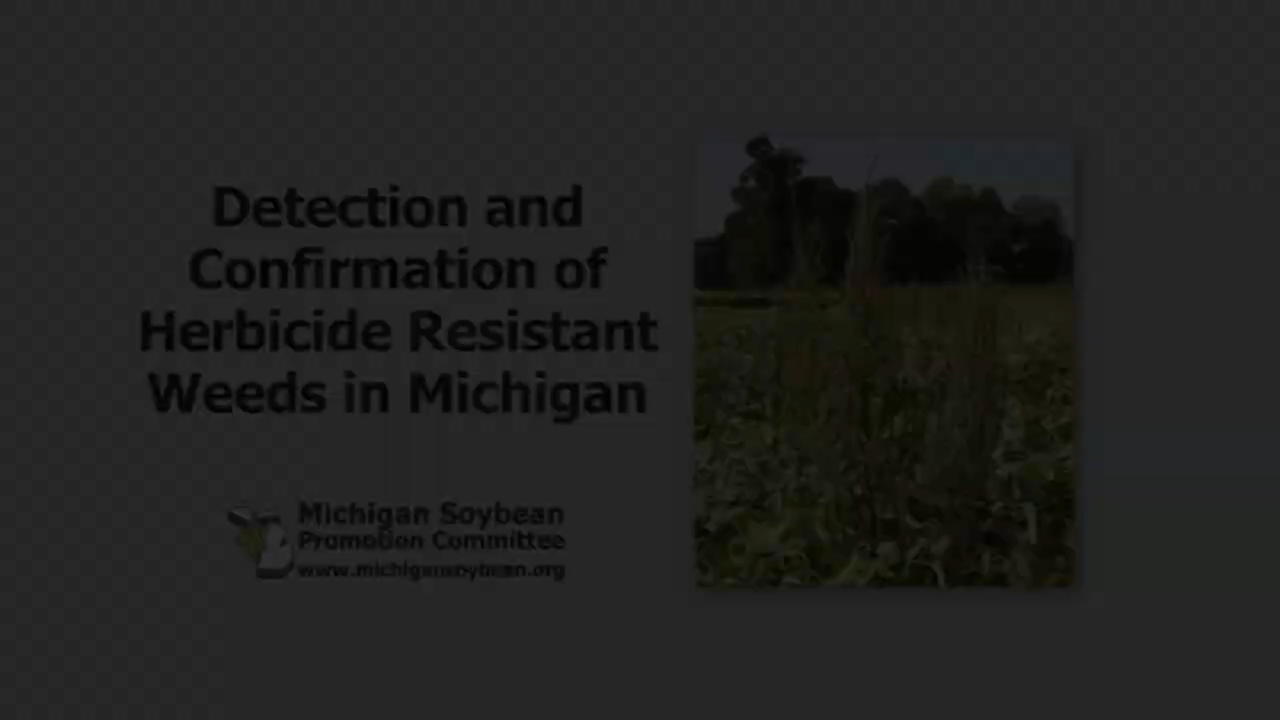 Detection and
Confirmation of
Herbicide Resistant
Weeds in Michigan
Michigan Soybean
Promotion Committee
www.michigansoybean.org